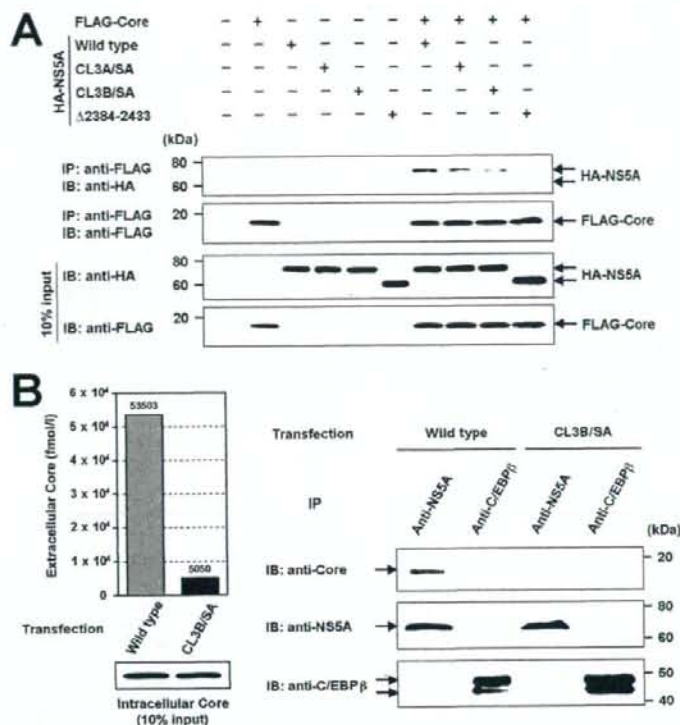 A
FLAG-Core - + - - - - + + + +
HA-NS5A
Wild type - - + - - - + - - -
CL3A/SA - - - + - - - + - -
CL3B/SA - - - - + - - - + -
Δ2384-2433 - - - - - + - - - +
(kDa)
IP: anti-FLAG
IB: anti-HA
80
60
HA-NS5A
IP: anti-FLAG
IB: anti-FLAG
20
FLAG-Core
10% input
IB: anti-HA
80
60
HA-NS5A
IB: anti-FLAG
20
FLAG-Core
B
Extracellular Core (fmol/l)
6 x 10⁴
5 x 10⁴
4 x 10⁴
3 x 10⁴
2 x 10⁴
1 x 10⁴
0
53503
5050
Transfection
Wild type
CL3B/SA
Intracellular Core
(10% input)
Transfection
Wild type
CL3B/SA
IP
Anti-NS5A
Anti-C/EBPβ
Anti-NS5A
Anti-C/EBPβ
(kDa)
IB: anti-Core
20
IB: anti-NS5A
80
60
IB: anti-C/EBPβ
50
40